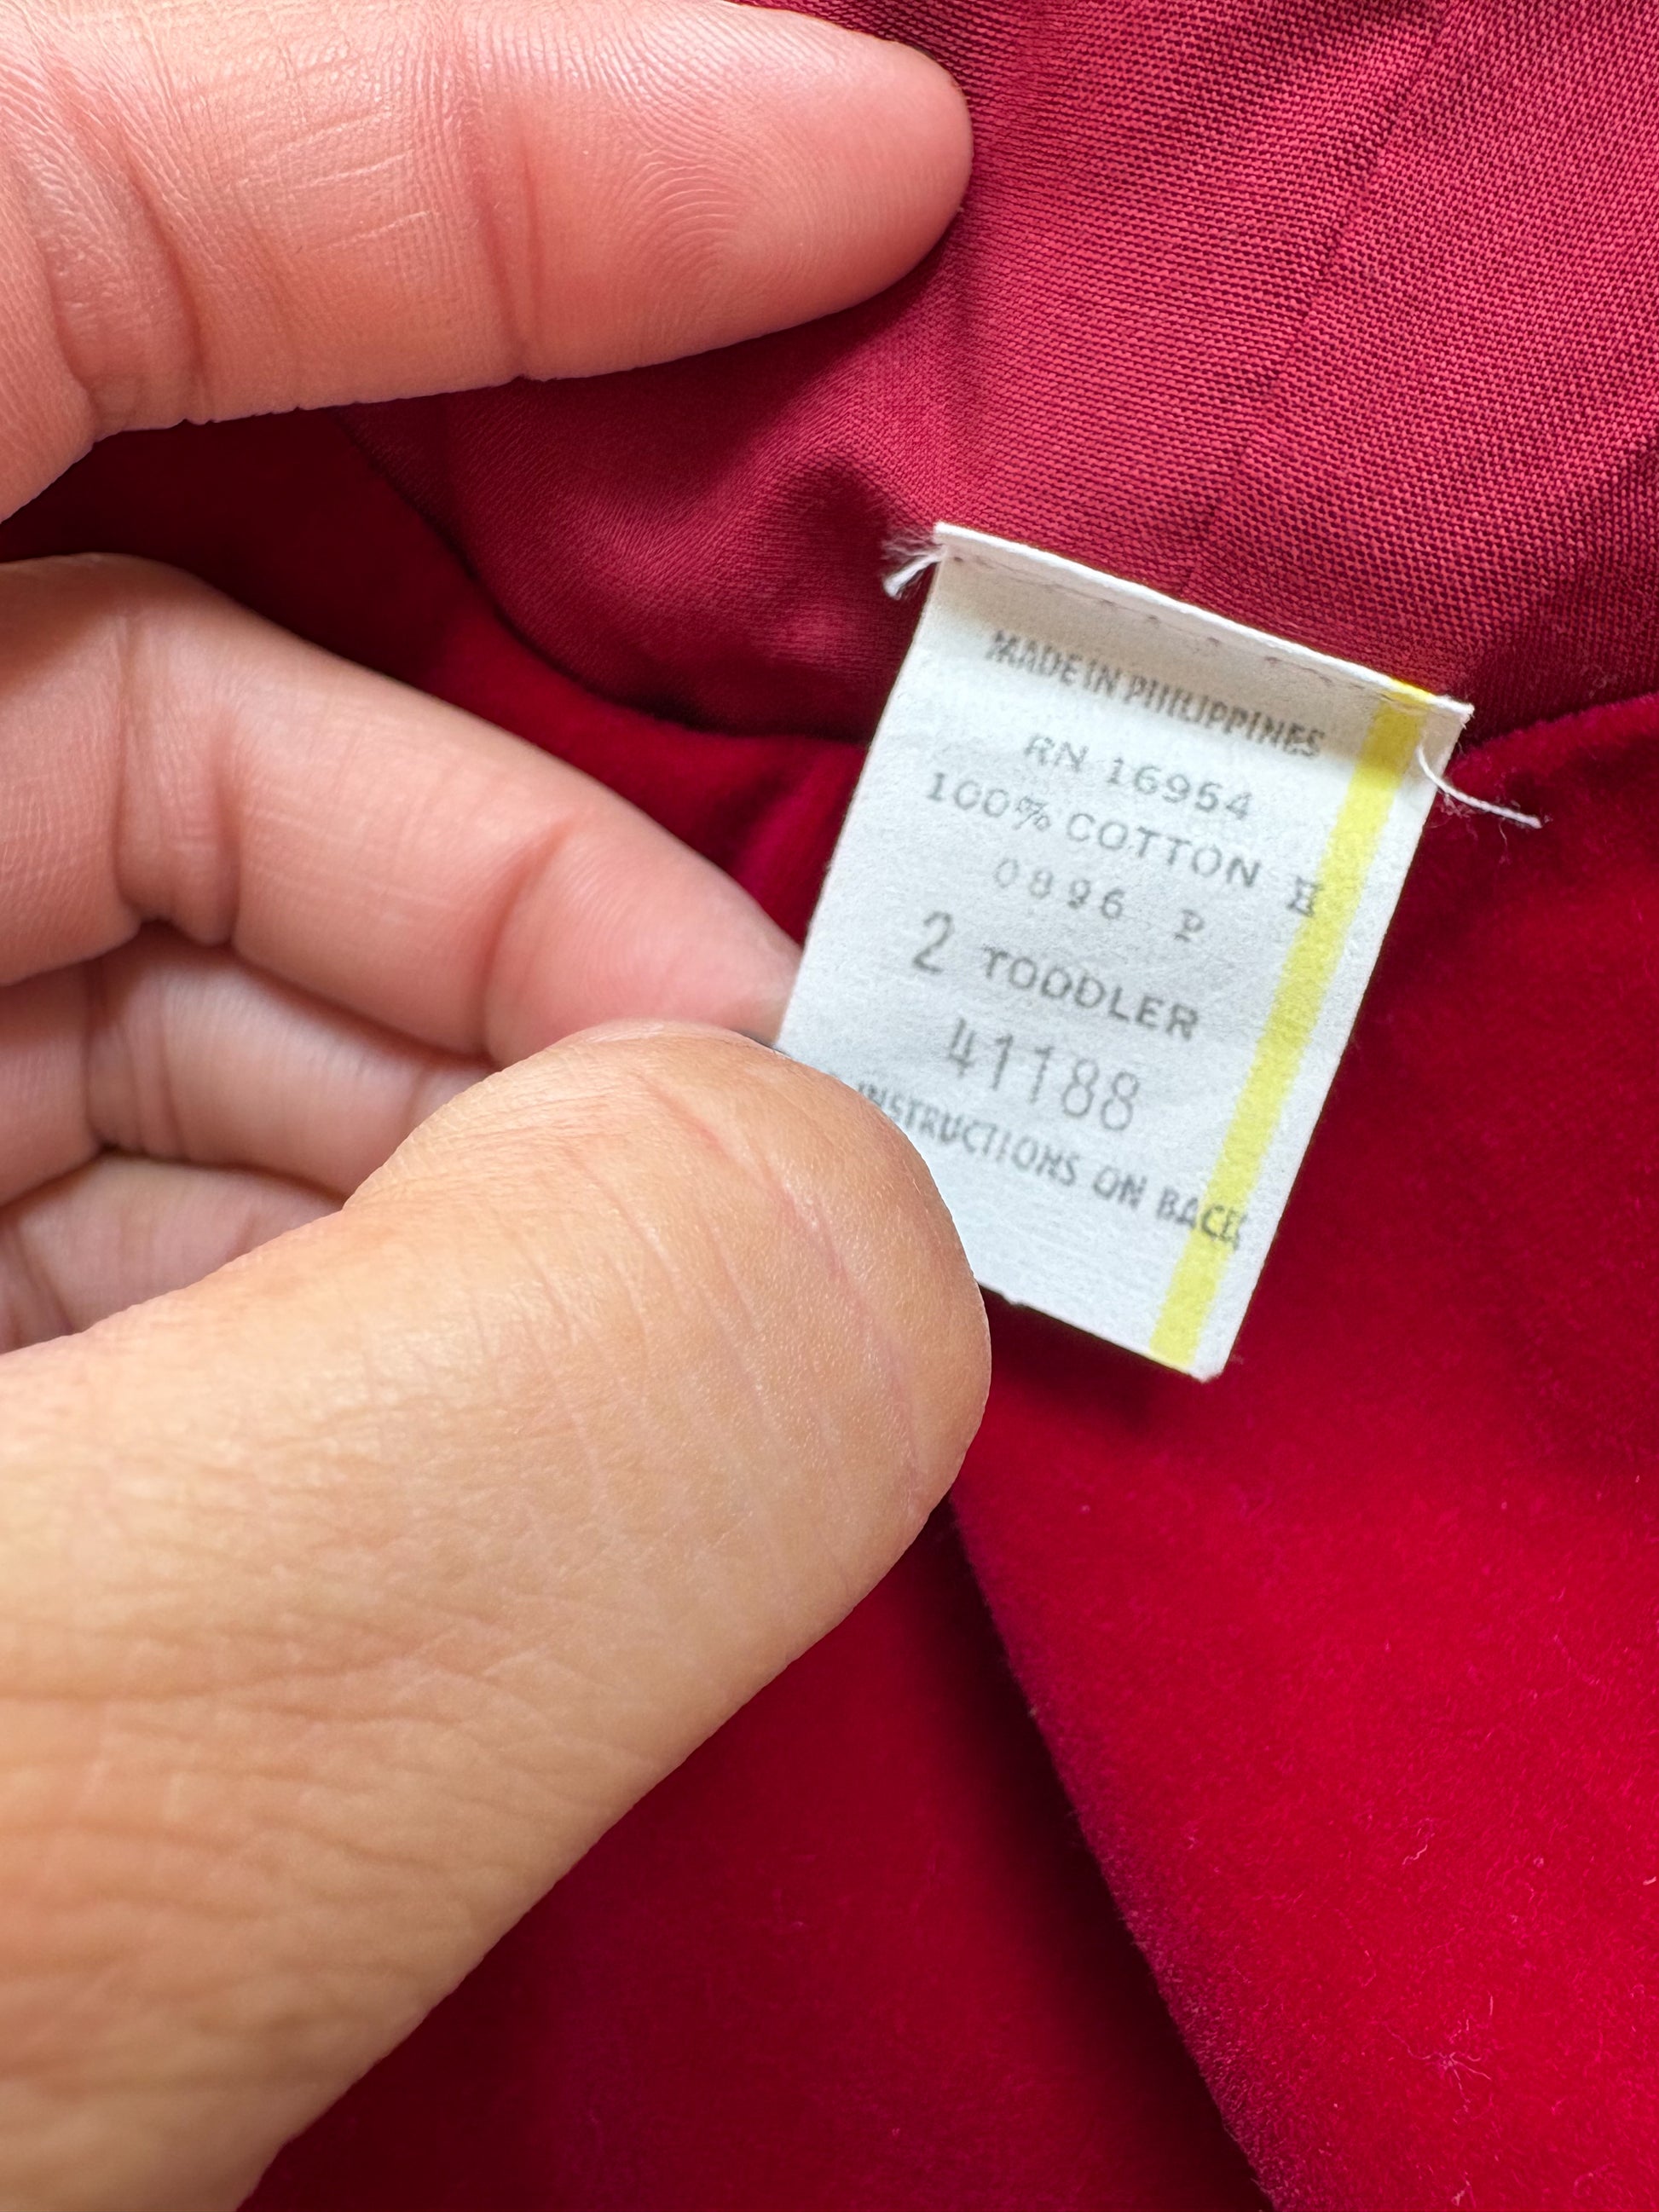 MADE IN PHILIPPINES
RN 16954
100% COTTON H
0896 P
2 TODDLER
41188
INSTRUCTIONS ON BACK